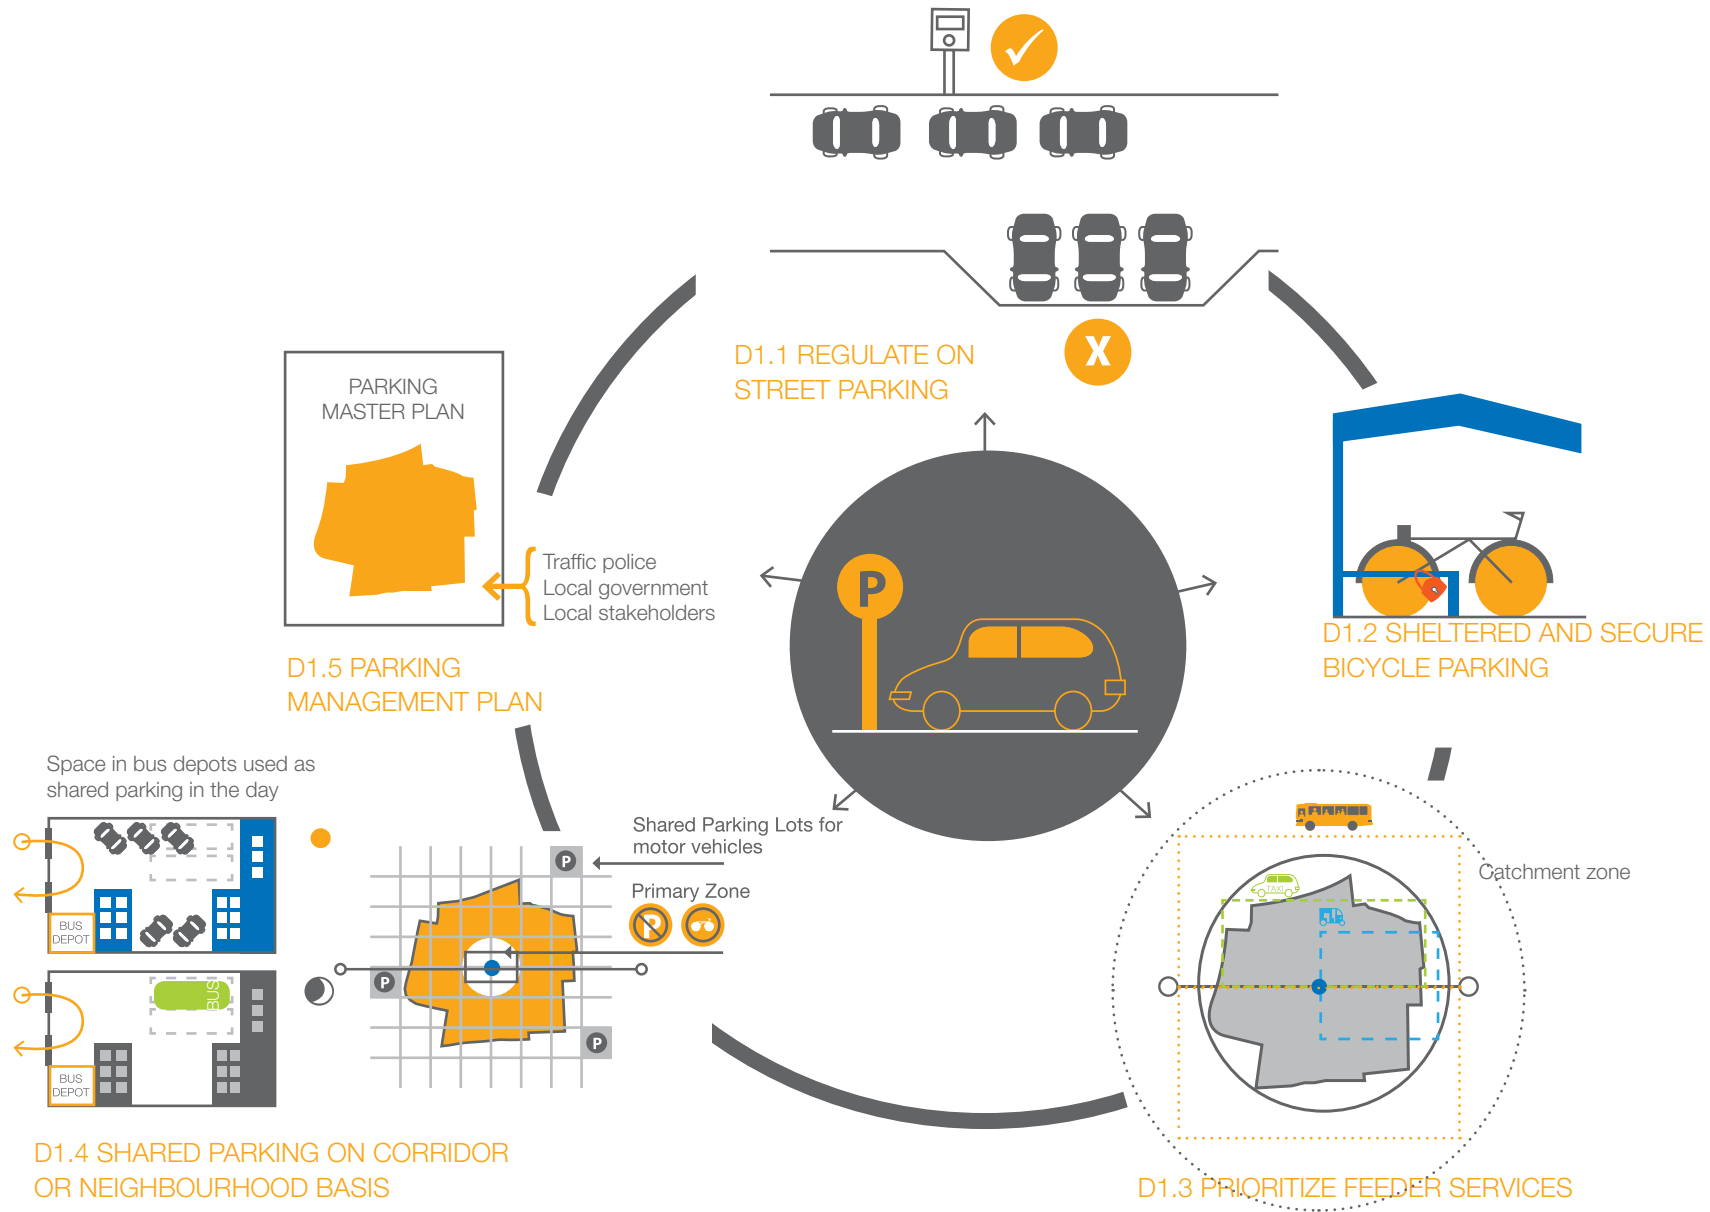 X
D1.1 REGULATE ON
STREET PARKING
PARKING
MASTER PLAN
Traffic police
Local government
Local stakeholders
D1.5 PARKING
MANAGEMENT PLAN
P
D1.2 SHELTERED AND SECURE
BICYCLE PARKING
Space in bus depots used as
shared parking in the day
BUS
DEPOT
BUS
BUS
DEPOT
Shared Parking Lots for
motor vehicles
P
Primary Zone
P
P
P
D1.4 SHARED PARKING ON CORRIDOR
OR NEIGHBOURHOOD BASIS
Catchment zone
TAXI
D1.3 PRIORITIZE FEEDER SERVICES